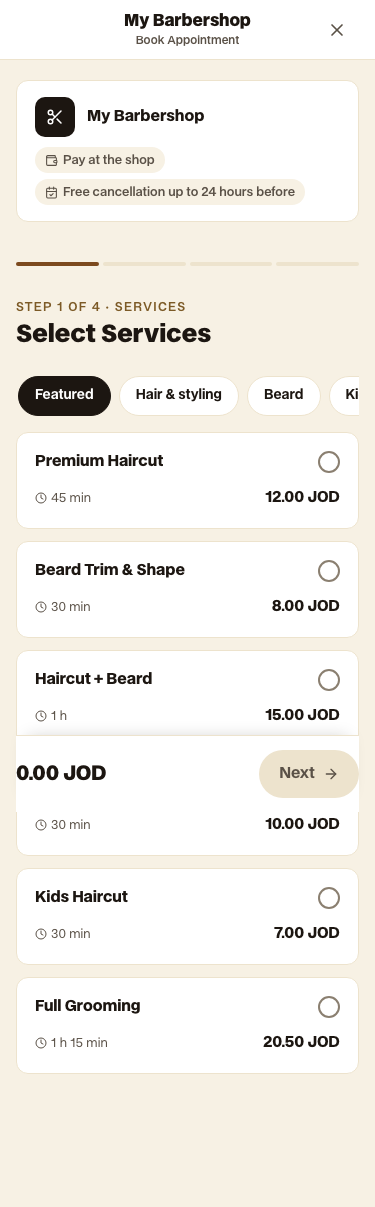 My Barbershop
Book Appointment
My Barbershop
Pay at the shop
Free cancellation up to 24 hours before
STEP 1 OF 4 · SERVICES
Select Services
Featured
Hair & styling
Beard
Ki
Premium Haircut
45 min
12.00 JOD
Beard Trim & Shape
30 min
8.00 JOD
Haircut + Beard
1 h
15.00 JOD
0.00 JOD
Next
30 min
10.00 JOD
Kids Haircut
30 min
7.00 JOD
Full Grooming
1 h 15 min
20.50 JOD